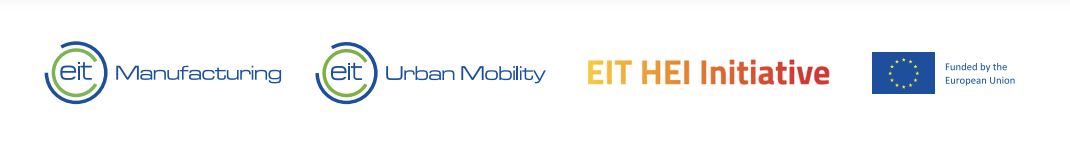 eit Manufacturing
eit Urban Mobility
EIT HEI Initiative
Funded by the
European Union